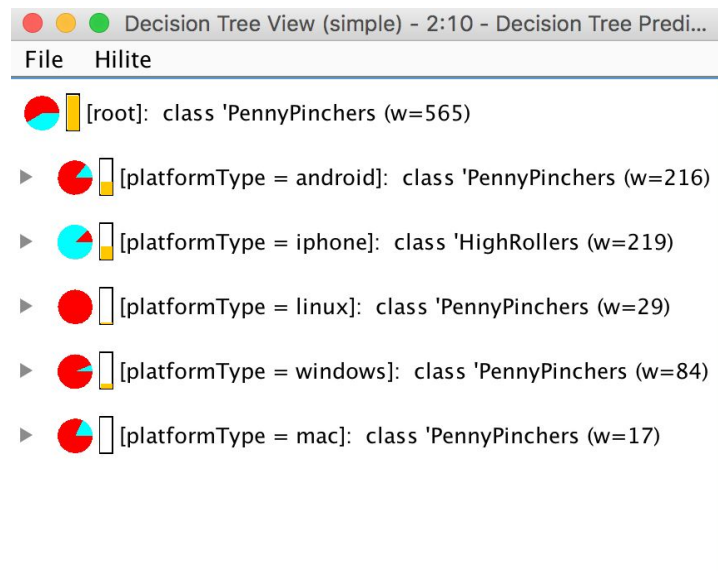 Decision Tree View (simple) - 2:10 - Decision Tree Predi...
File Hilite
[root]: class 'PennyPinchers (w=565)
[platformType = android]: class 'PennyPinchers (w=216)
[platformType = iphone]: class 'HighRollers (w=219)
[platformType = linux]: class 'PennyPinchers (w=29)
[platformType = windows]: class 'PennyPinchers (w=84)
[platformType = mac]: class 'PennyPinchers (w=17)